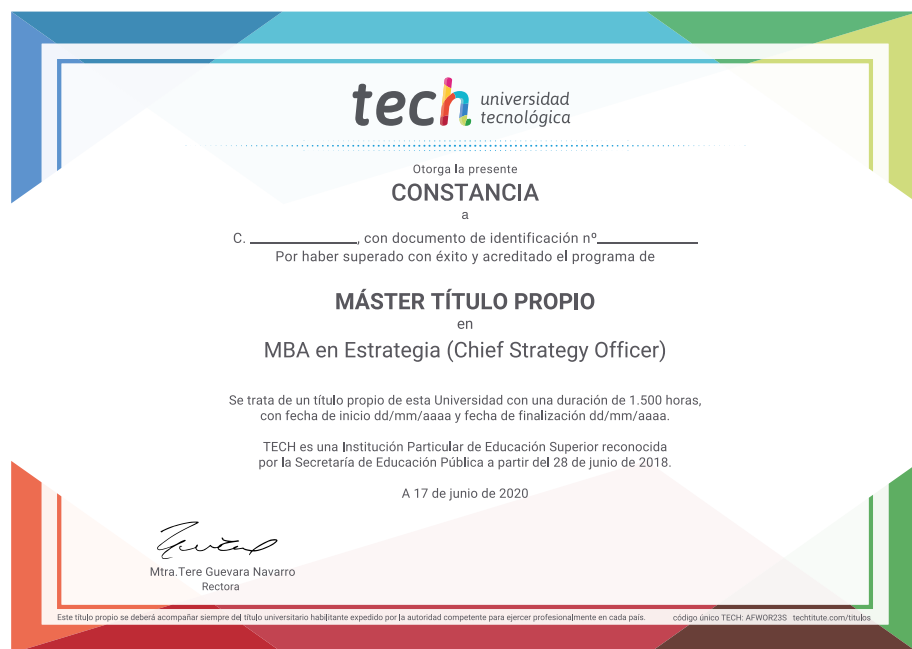 tech universidad
tecnológica
Otorga la presente
CONSTANCIA
a
C. ______________, con documento de identificación nº______________
Por haber superado con éxito y acreditado el programa de
MÁSTER TÍTULO PROPIO
en
MBA en Estrategia (Chief Strategy Officer)
Se trata de un título propio de esta Universidad con una duración de 1.500 horas,
con fecha de inicio dd/mm/aaaa y fecha de finalización dd/mm/aaaa.
TECH es una Institución Particular de Educación Superior reconocida
por la Secretaría de Educación Pública a partir del 28 de junio de 2018.
A 17 de junio de 2020
Mtra.Tere Guevara Navarro
Rectora
Este título propio se deberá acompañar siempre del título universitario habilitante expedido por la autoridad competente para ejercer profesionalmente en cada país. código único TECH: AFWOR23S techtitute.com/titulos